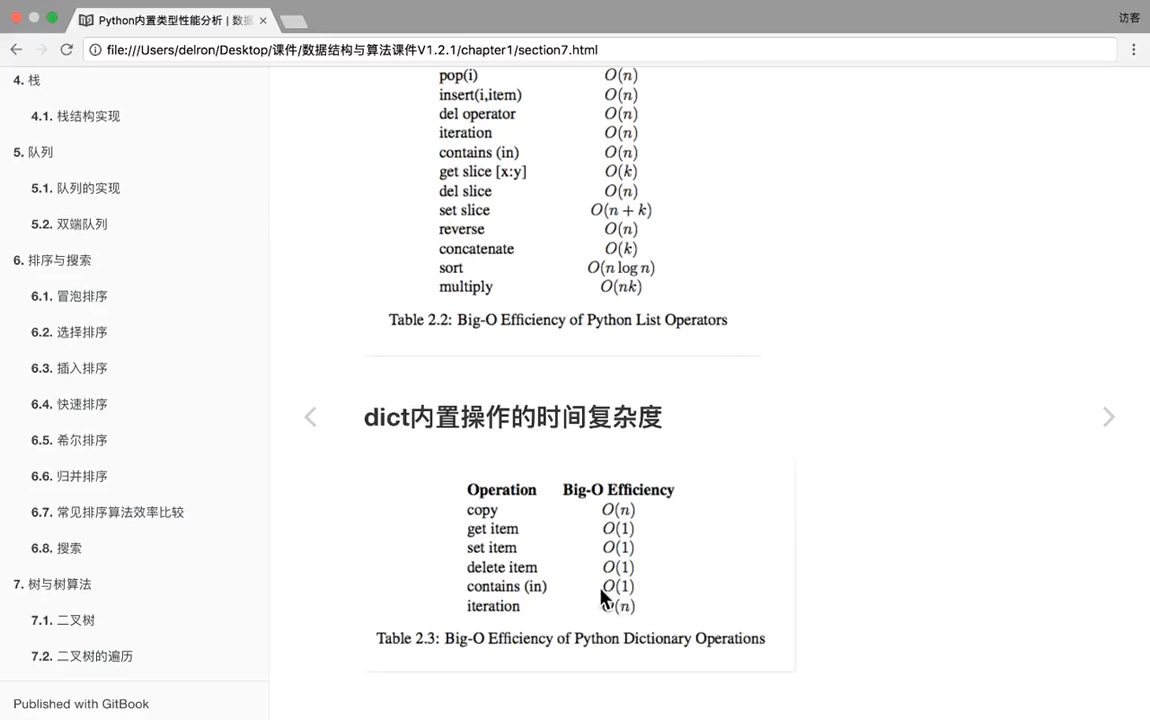 Python内置类型性能分析 | 数据
访客
file:///Users/delron/Desktop/课件/数据结构与算法课件V1.2.1/chapter1/section7.html
4. 栈
4.1. 栈结构实现
5. 队列
5.1. 队列的实现
5.2. 双端队列
6. 排序与搜索
6.1. 冒泡排序
6.2. 选择排序
6.3. 插入排序
6.4. 快速排序
6.5. 希尔排序
6.6. 归并排序
6.7. 常见排序算法效率比较
6.8. 搜索
7. 树与树算法
7.1. 二叉树
7.2. 二叉树的遍历
Published with GitBook
pop(i) O(n)
insert(i,item) O(n)
del operator O(n)
iteration O(n)
contains (in) O(n)
get slice [x:y] O(k)
del slice O(n)
set slice O(n + k)
reverse O(n)
concatenate O(k)
sort O(n log n)
multiply O(nk)
Table 2.2: Big-O Efficiency of Python List Operators
dict内置操作的时间复杂度
Operation Big-O Efficiency
copy O(n)
get item O(1)
set item O(1)
delete item O(1)
contains (in) O(1)
iteration O(n)
Table 2.3: Big-O Efficiency of Python Dictionary Operations